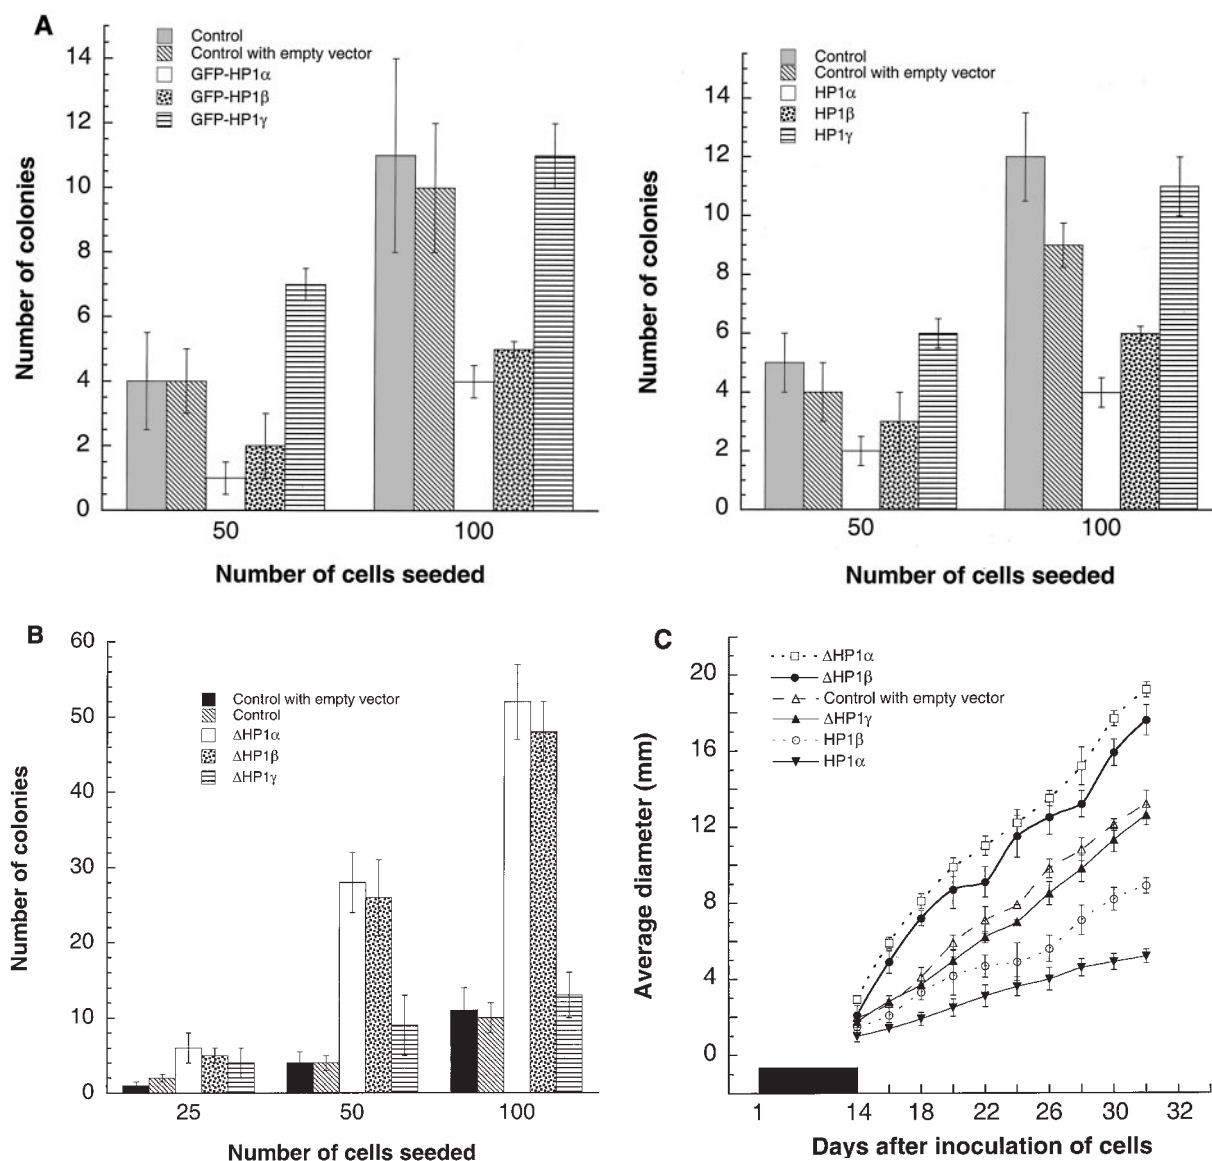 A
Control
Control with empty vector
GFP-HP1α
GFP-HP1β
GFP-HP1γ
Number of colonies
14
12
10
8
6
4
2
0
50
100
Number of cells seeded
Control
Control with empty vector
HP1α
HP1β
HP1γ
Number of colonies
14
12
10
8
6
4
2
0
50
100
Number of cells seeded
B
Control with empty vector
Control
ΔHP1α
ΔHP1β
ΔHP1γ
Number of colonies
60
50
40
30
20
10
0
25
50
100
Number of cells seeded
C
ΔHP1α
ΔHP1β
Control with empty vector
ΔHP1γ
HP1β
HP1α
Average diameter (mm)
20
16
12
8
4
0
1
14
18
22
26
30
32
Days after inoculation of cells